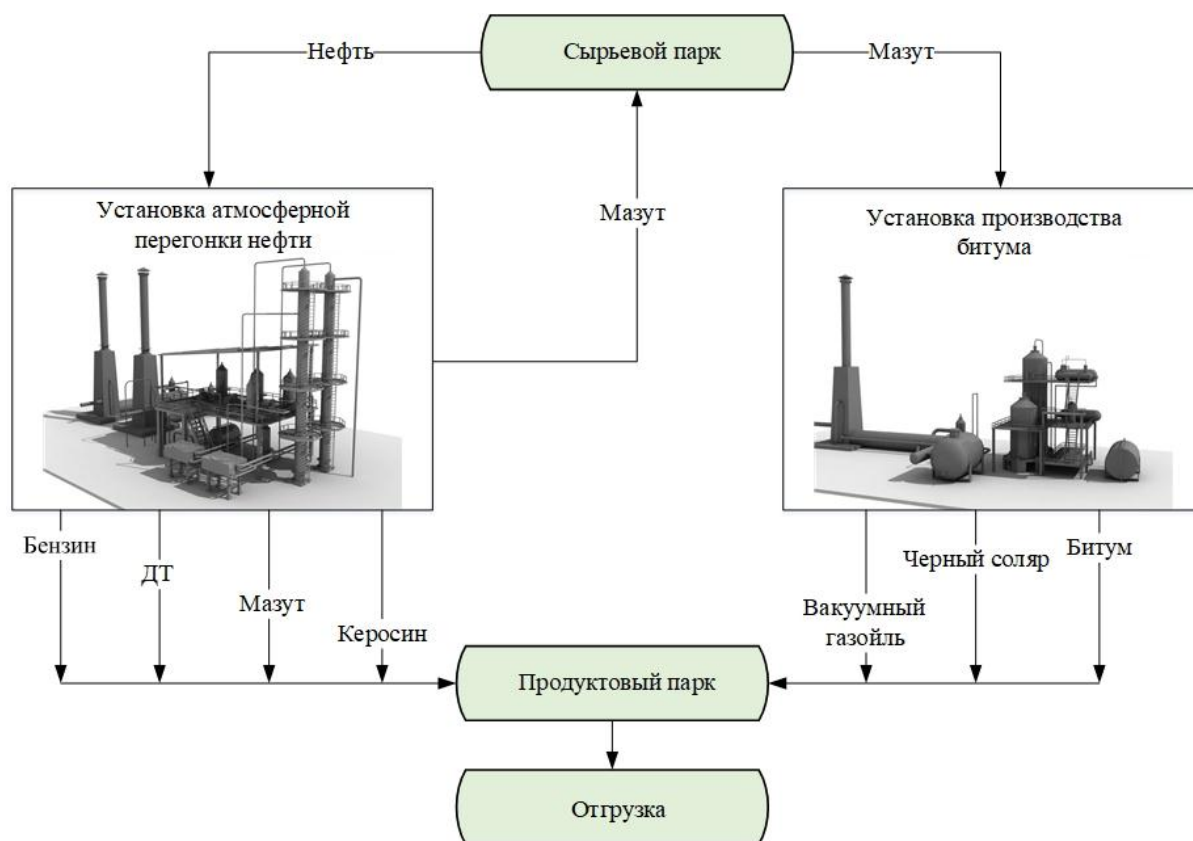 Нефть
Сырьевой парк
Мазут
Установка атмосферной
перегонки нефти
Мазут
Установка производства
битума
Бензин
ДТ
Мазут
Керосин
Вакуумный
газойль
Черный соляр
Битум
Продуктовый парк
Отгрузка